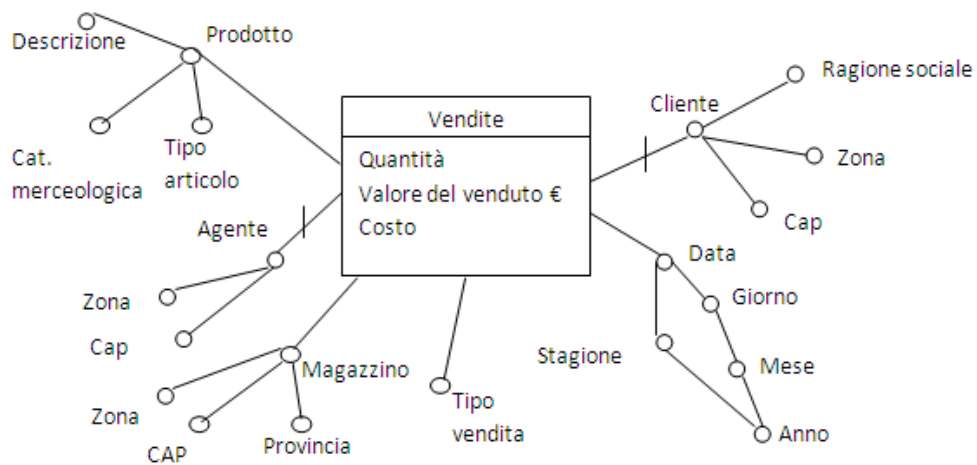 Descrizione
Prodotto
Cat.
merceologica
Tipo
articolo
Agente
Zona
Cap
Zona
CAP
Provincia
Magazzino
Vendite
Quantità
Valore del venduto €
Costo
Tipo
vendita
Cliente
Ragione sociale
Zona
Cap
Data
Giorno
Stagione
Mese
Anno